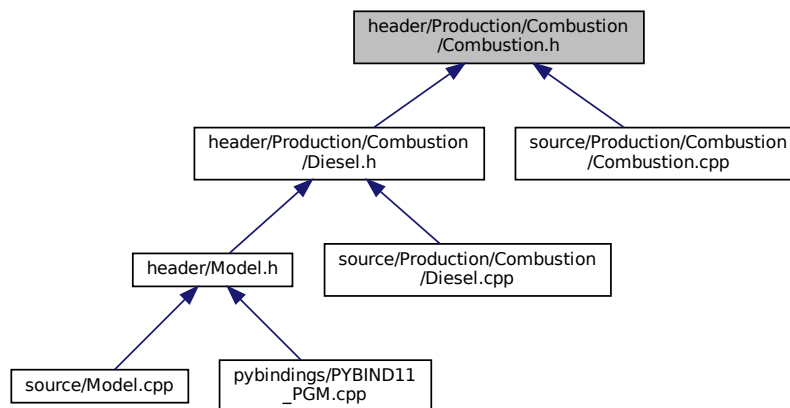 header/Production/Combustion
/Combustion.h
header/Production/Combustion
/Diesel.h
source/Production/Combustion
/Combustion.cpp
header/Model.h
source/Production/Combustion
/Diesel.cpp
source/Model.cpp
pybindings/PYBIND11
_PGM.cpp